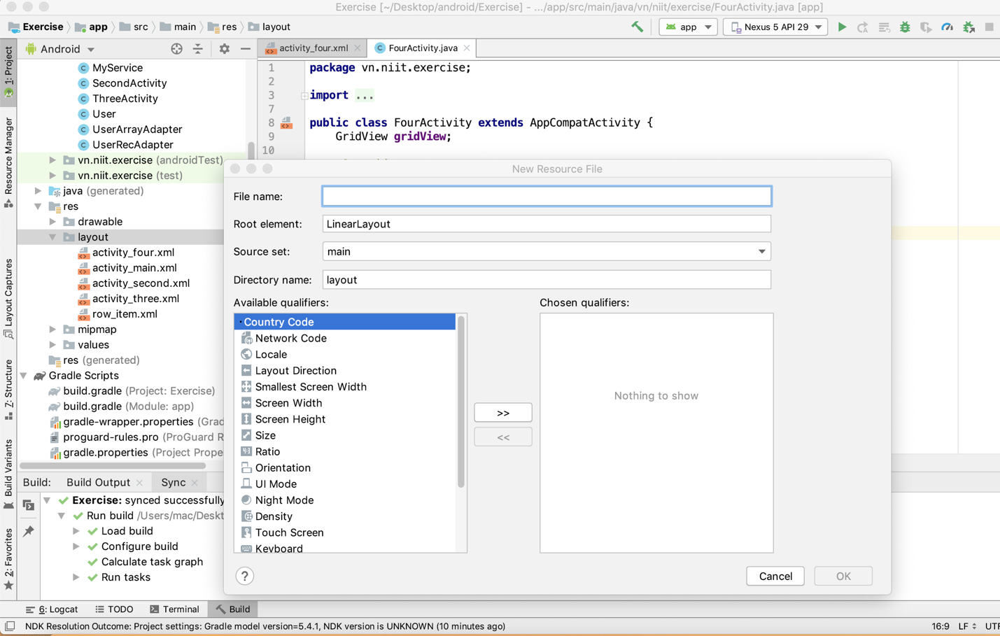 Exercise [~/Desktop/android/Exercise] - .../app/src/main/java/vn/niit/exercise/FourActivity.java [app]
Exercise app src main res layout
app Nexus 5 API 29
1: Project
Resource Manager
Layout Captures
7: Structure
Build Variants
2: Favorites
Android
activity_four.xml FourActivity.java
MyService
SecondActivity
ThreeActivity
User
UserArrayAdapter
UserRecAdapter
vn.niit.exercise (androidTest)
vn.niit.exercise (test)
java (generated)
res
drawable
layout
activity_four.xml
activity_main.xml
activity_second.xml
activity_three.xml
row_item.xml
mipmap
values
res (generated)
Gradle Scripts
build.gradle (Project: Exercise)
build.gradle (Module: app)
gradle-wrapper.properties (Grad
proguard-rules.pro (ProGuard R
gradle.properties (Project Prope
1 package vn.niit.exercise;
2
3 import ...
7
8 public class FourActivity extends AppCompatActivity {
9 GridView gridView;
10
New Resource File
File name:
Root element: LinearLayout
Source set: main
Directory name: layout
Available qualifiers:
Country Code
Network Code
Locale
Layout Direction
Smallest Screen Width
Screen Width
Screen Height
Size
Ratio
Orientation
UI Mode
Night Mode
Density
Touch Screen
Keyboard
>>
<<
Chosen qualifiers:
Nothing to show
?
Cancel OK
Build: Build Output Sync
Exercise: synced successfully
Run build /Users/mac/Deskt
Load build
Configure build
Calculate task graph
Run tasks
6: Logcat TODO Terminal Build
NDK Resolution Outcome: Project settings: Gradle model version=5.4.1, NDK version is UNKNOWN (10 minutes ago) 16:9 LF UTF